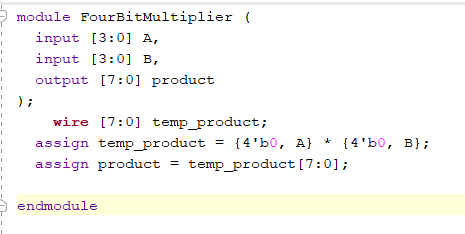 module FourBitMultiplier (
input [3:0] A,
input [3:0] B,
output [7:0] product
);
wire [7:0] temp_product;
assign temp_product = {4'b0, A} * {4'b0, B};
assign product = temp_product[7:0];
endmodule